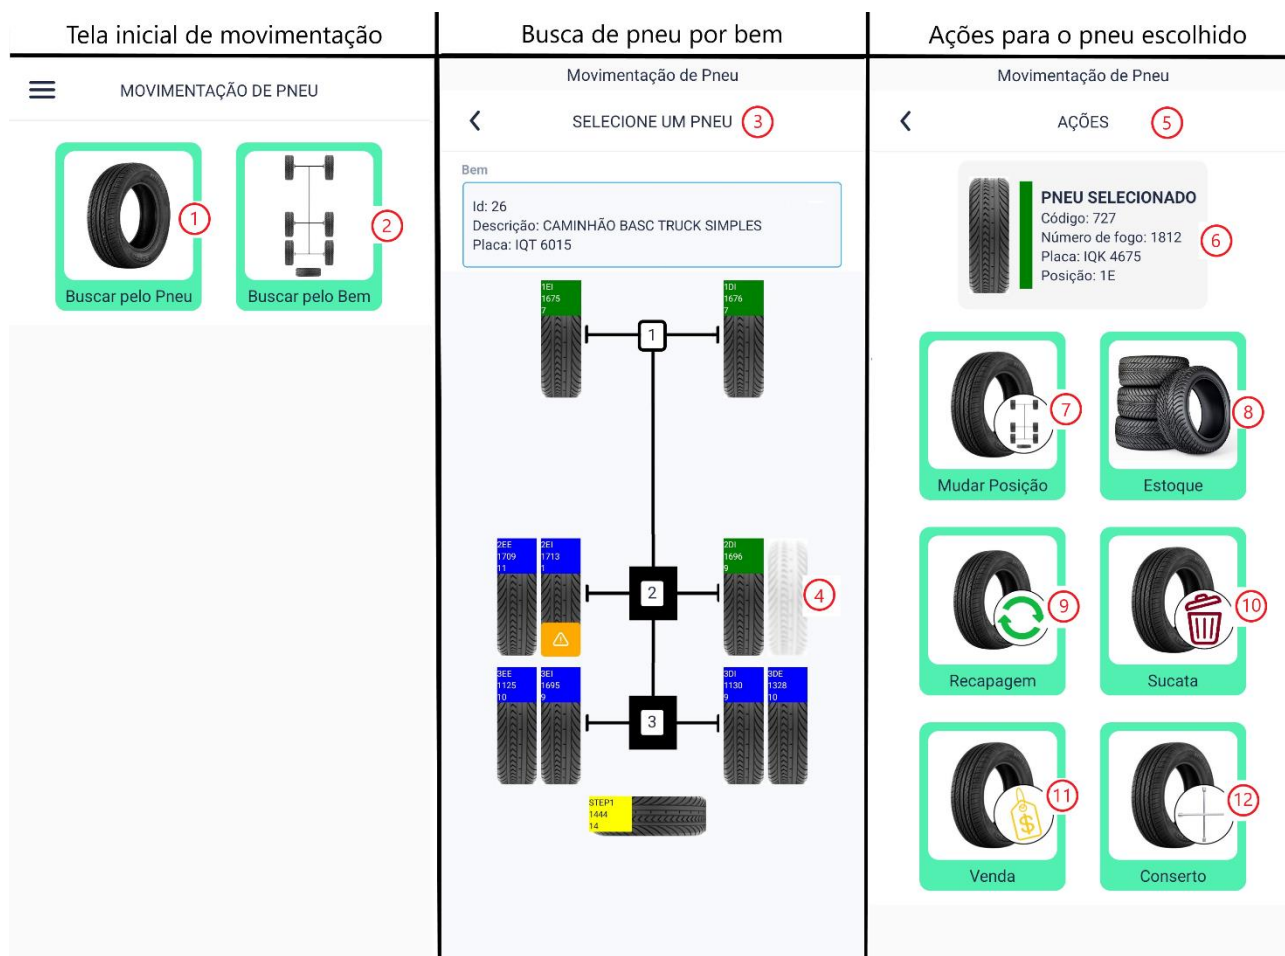 Tela inicial de movimentação
MOVIMENTAÇÃO DE PNEU
1
2
Buscar pelo Pneu
Buscar pelo Bem
Busca de pneu por bem
Movimentação de Pneu
SELECIONE UM PNEU
3
Bem
Id: 26
Descrição: CAMINHÃO BASC TRUCK SIMPLES
Placa: IQT 6015
1EI
1675
7
1DI
1676
7
1
2EE
1709
11
2EI
1713
1
2DI
1696
9
2
4
3EE
1125
10
3EI
1695
9
3DI
1130
9
3DE
1328
10
3
STEP1
1444
14
Ações para o pneu escolhido
Movimentação de Pneu
AÇÕES
5
PNEU SELECIONADO
Código: 727
Número de fogo: 1812
Placa: IQK 4675
Posição: 1E
6
7
8
Mudar Posição
Estoque
9
10
Recapagem
Sucata
$
11
12
Venda
Conserto